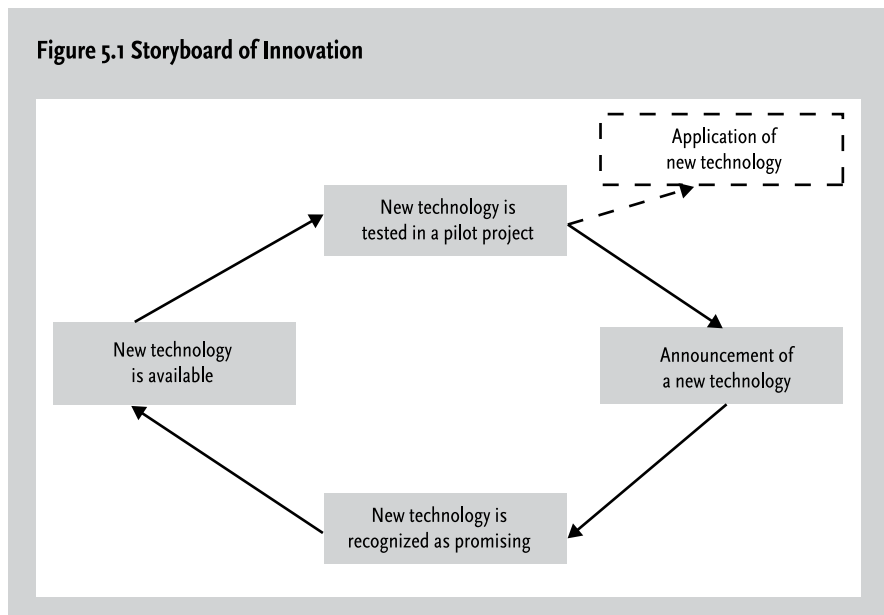 Figure 5.1 Storyboard of Innovation
Application of
new technology
New technology is
tested in a pilot project
New technology
is available
Announcement of
a new technology
New technology is
recognized as promising